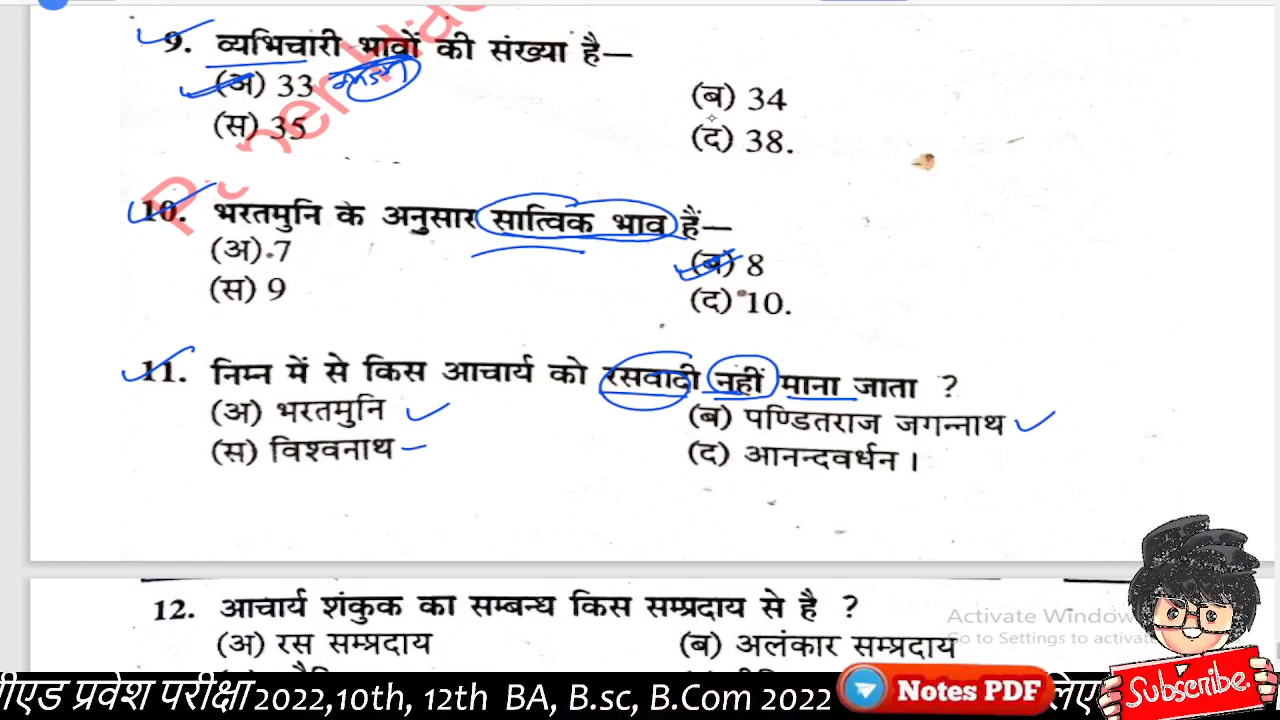 9. व्यभिचारी भावों की संख्या है—
(अ) 33
(ब) 34
(स) 35
(द) 38.
10. भरतमुनि के अनुसार सात्विक भाव हैं—
(अ) 7
(ब) 8
(स) 9
(द) 10.
11. निम्न में से किस आचार्य को रसवादी नहीं माना जाता ?
(अ) भरतमुनि
(ब) पण्डितराज जगन्नाथ
(स) विश्वनाथ
(द) आनन्दवर्धन।
12. आचार्य शंकुक का सम्बन्ध किस सम्प्रदाय से है ?
(अ) रस सम्प्रदाय
(ब) अलंकार सम्प्रदाय
Activate Window
Go to Settings to activate
प्रवेश परीक्षा 2022,10th, 12th BA, B.sc, B.Com 2022
Notes PDF
Subscribe.